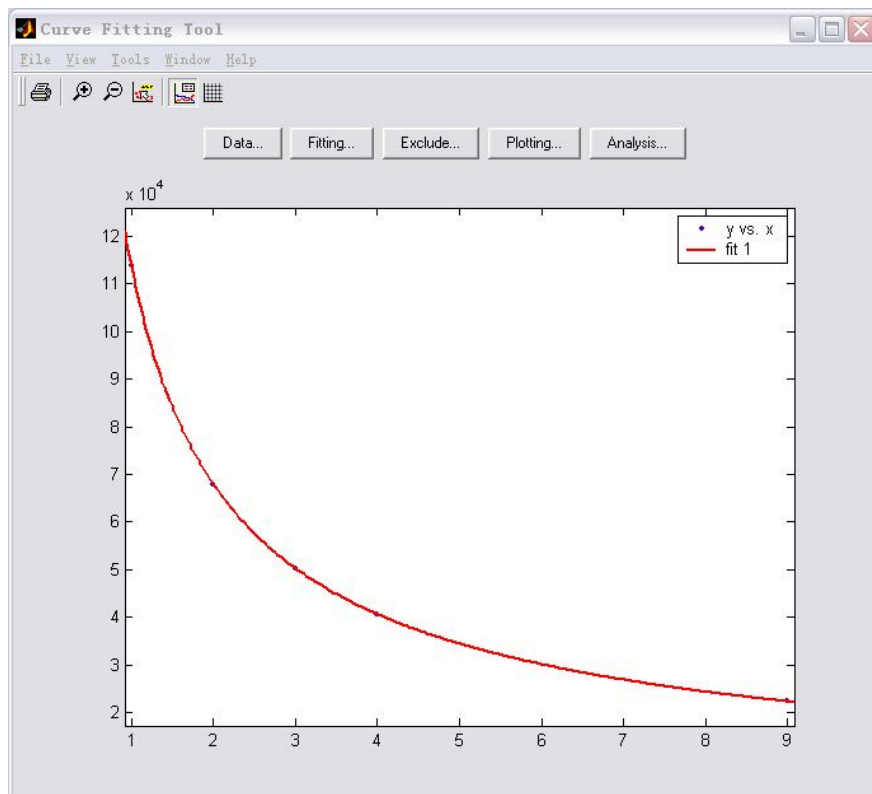 Curve Fitting Tool
File View Tools Window Help
Data... Fitting... Exclude... Plotting... Analysis...
x 10^4
y vs. x
fit 1
12
11
10
9
8
7
6
5
4
3
2
1 2 3 4 5 6 7 8 9